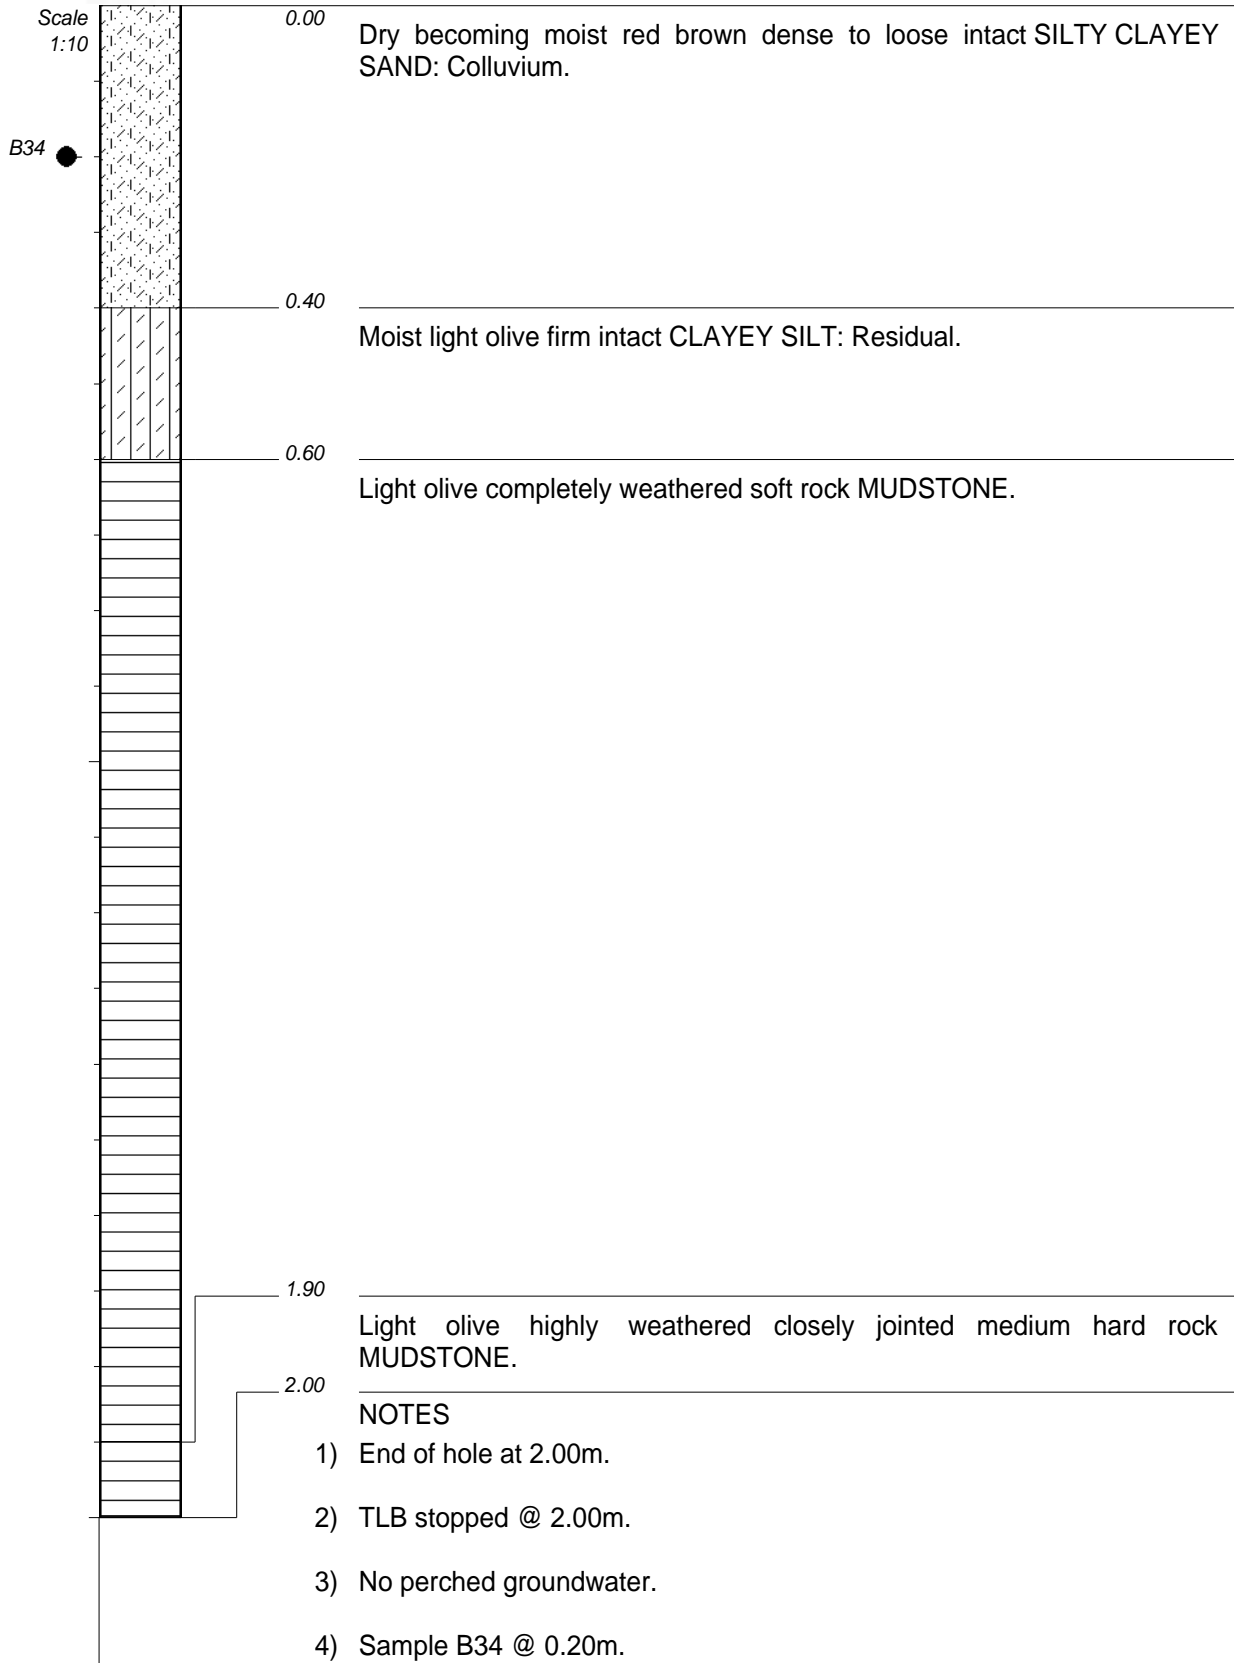 Scale
1:10
0.00
Dry becoming moist red brown dense to loose intact SILTY CLAYEY
SAND: Colluvium.
B34
0.40
Moist light olive firm intact CLAYEY SILT: Residual.
0.60
Light olive completely weathered soft rock MUDSTONE.
1.90
Light olive highly weathered closely jointed medium hard rock
MUDSTONE.
2.00
NOTES
1) End of hole at 2.00m.
2) TLB stopped @ 2.00m.
3) No perched groundwater.
4) Sample B34 @ 0.20m.